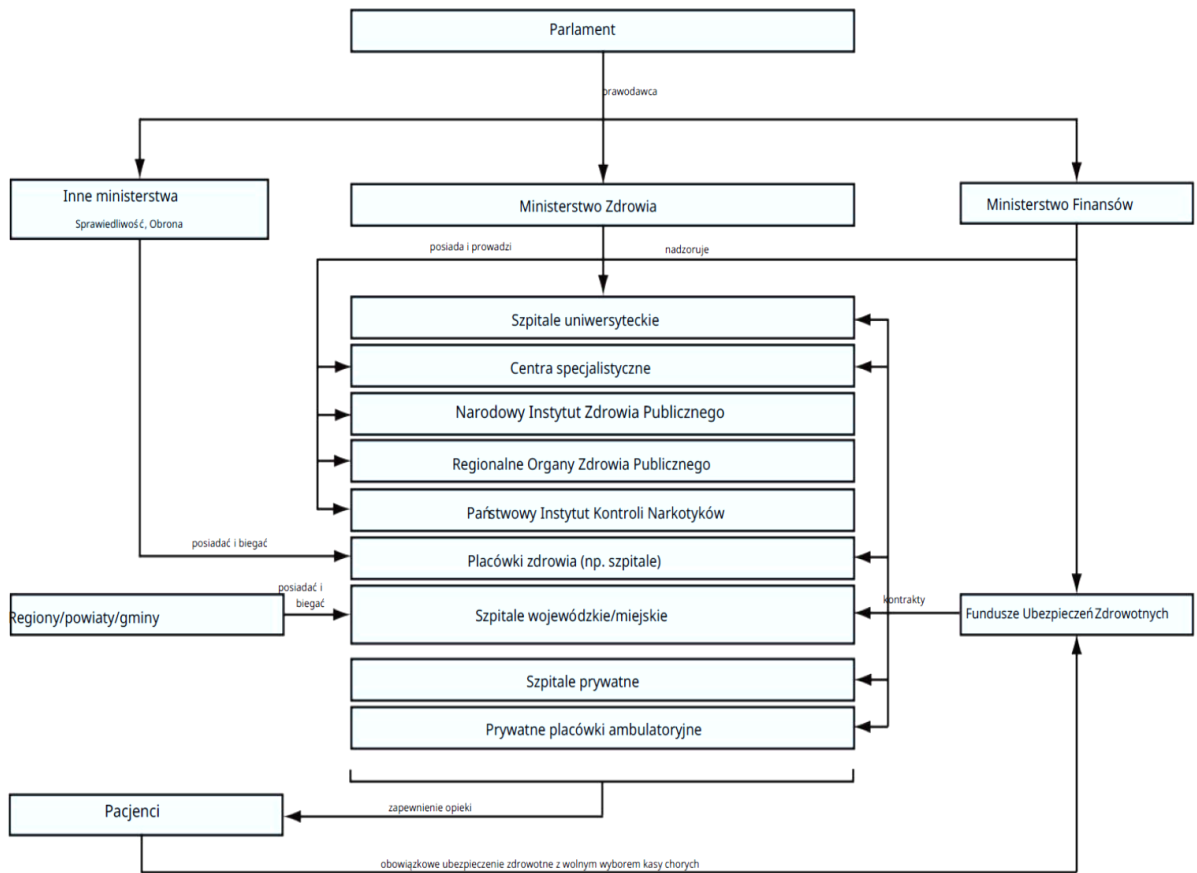 Parlament
prawodawca
Inne ministerstwa
Sprawiedliwość, Obrona
Ministerstwo Zdrowia
Ministerstwo Finansów
posiada i prowadzi
nadzoruje
Szpitale uniwersyteckie
Centra specjalistyczne
Narodowy Instytut Zdrowia Publicznego
Regionalne Organy Zdrowia Publicznego
Państwowy Instytut Kontroli Narkotyków
posiadać i biegać
Placówki zdrowia (np. szpitale)
posiadać i
biegać
Regiony/powiaty/gminy
Szpitale wojewódzkie/miejskie
kontrakty
Fundusze Ubezpieczeń Zdrowotnych
Szpitale prywatne
Prywatne placówki ambulatoryjne
Pacjenci
zapewnienie opieki
obowiązkowe ubezpieczenie zdrowotne z wolnym wyborem kasy chorych